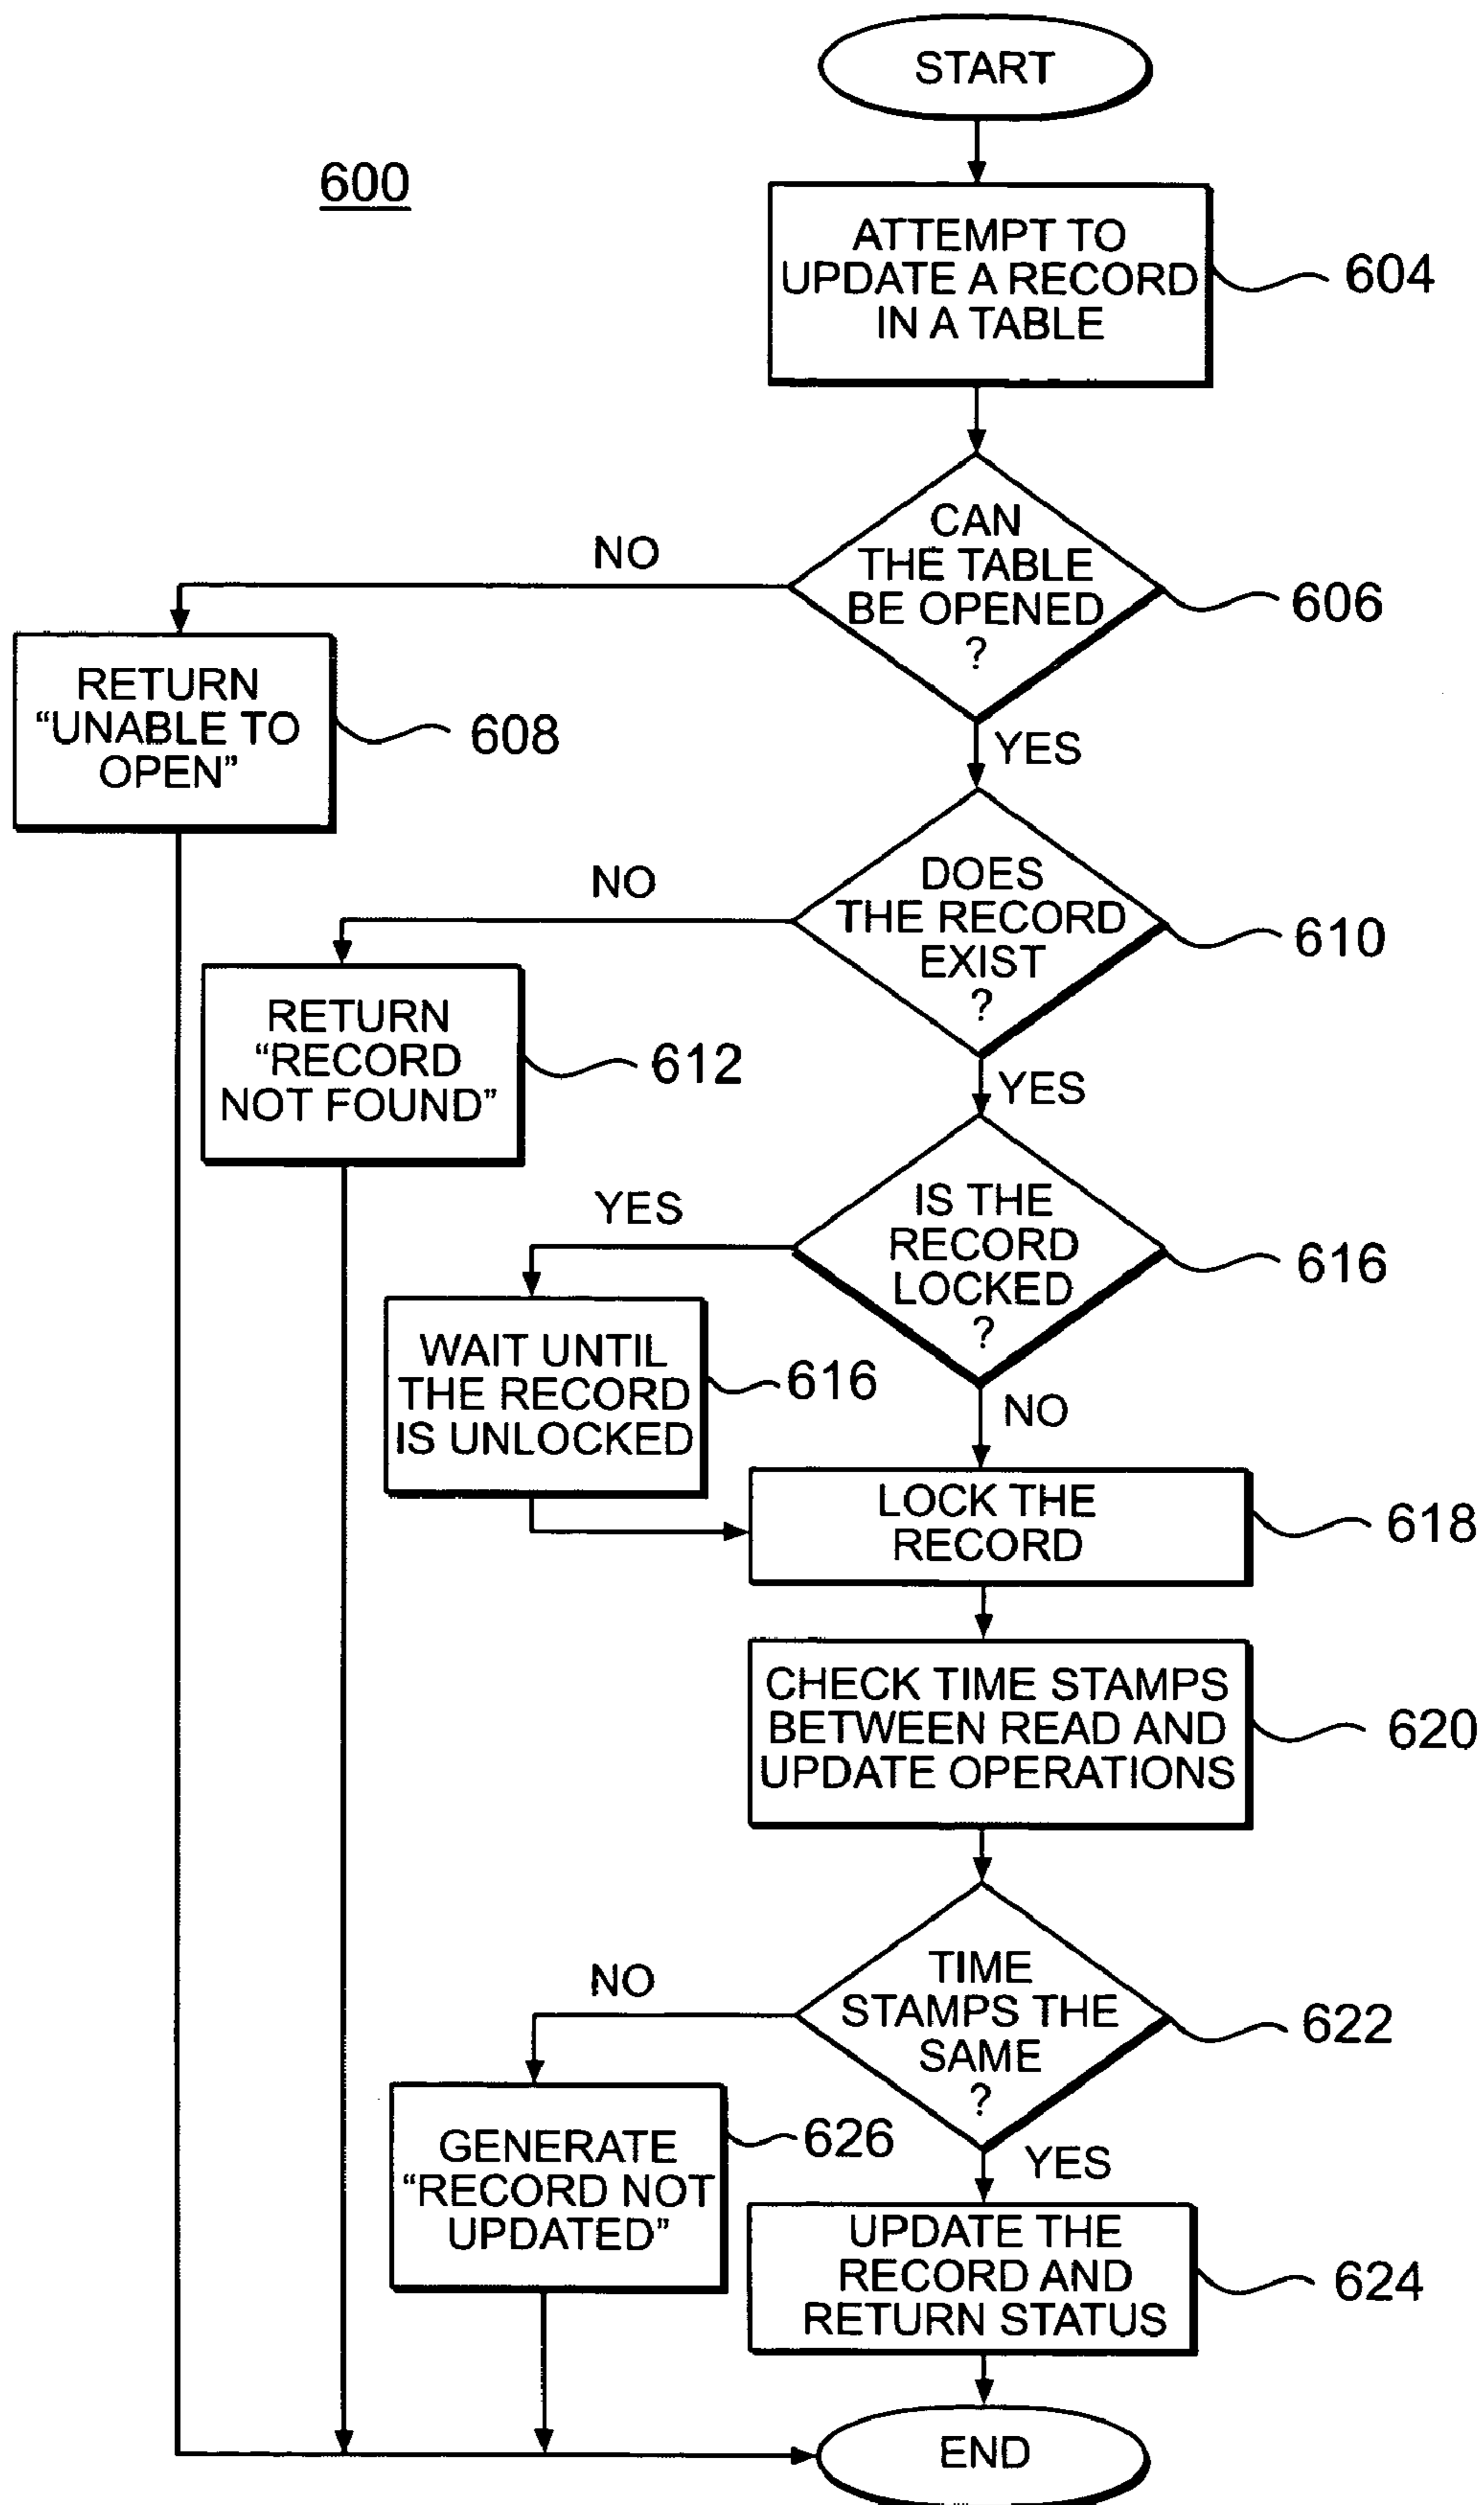 START
600
ATTEMPT TO
UPDATE A RECORD
IN A TABLE
604
CAN
THE TABLE
BE OPENED
?
606
NO
YES
RETURN
“UNABLE TO
OPEN”
608
DOES
THE RECORD
EXIST
?
610
NO
YES
RETURN
“RECORD
NOT FOUND”
612
IS THE
RECORD
LOCKED
?
616
YES
NO
WAIT UNTIL
THE RECORD
IS UNLOCKED
616
LOCK THE
RECORD
618
CHECK TIME STAMPS
BETWEEN READ AND
UPDATE OPERATIONS
620
TIME
STAMPS THE
SAME
?
622
NO
YES
GENERATE
“RECORD NOT
UPDATED”
626
UPDATE THE
RECORD AND
RETURN STATUS
624
END